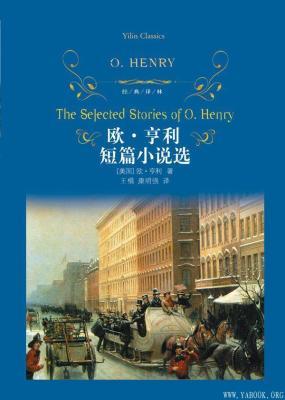 Yilin Classics
O. HENRY
经/典/译/林
The Selected Stories of O. Henry
欧·亨利
短篇小说选
[美国]欧·亨利 著
王楫 康明强 译
WWW.YABOOK.ORG